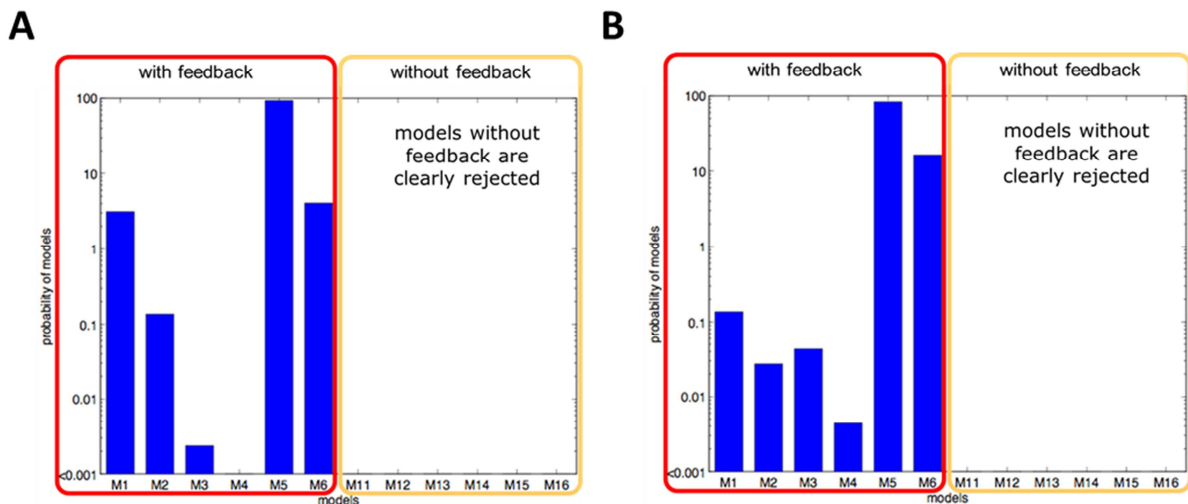 A
with feedback
without feedback
models without
feedback are
clearly rejected
probability of models
100
10
1
0.1
0.01
<0.001
M1 M2 M3 M4 M5 M6 M11 M12 M13 M14 M15 M16
models
B
with feedback
without feedback
models without
feedback are
clearly rejected
probability of models
100
10
1
0.1
0.01
<0.001
M1 M2 M3 M4 M5 M6 M11 M12 M13 M14 M15 M16
models